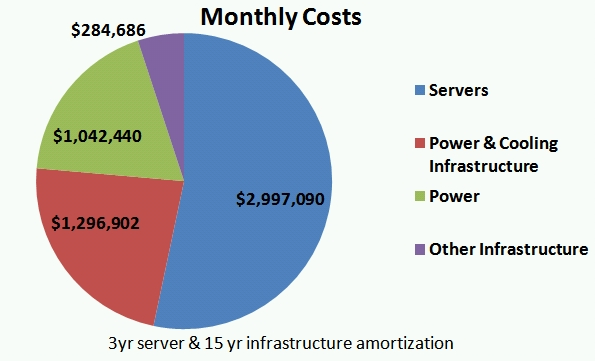 Monthly Costs
$284,686
$1,042,440
$1,296,902
$2,997,090
Servers
Power & Cooling
Infrastructure
Power
Other Infrastructure
3yr server & 15 yr infrastructure amortization